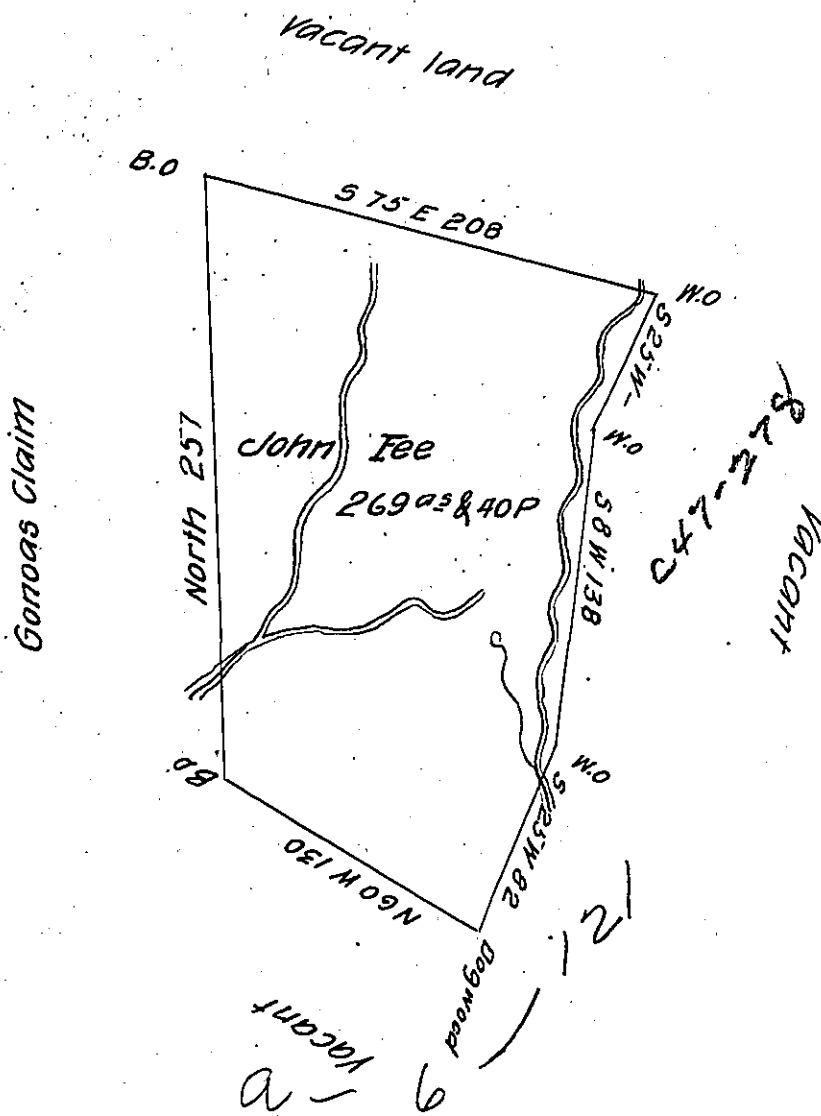 Vacant land
B.O
S 75 E 208
W.O
S 25 W -
W.O
North 257
Gonoas Claim
John Fee
269 as & 40 P
S 8 W 138
C47-278
Vacant
W.O
S 25 W 82
B.O
N 60 W 130
Dogwood
Vacant
a - 6 - 121